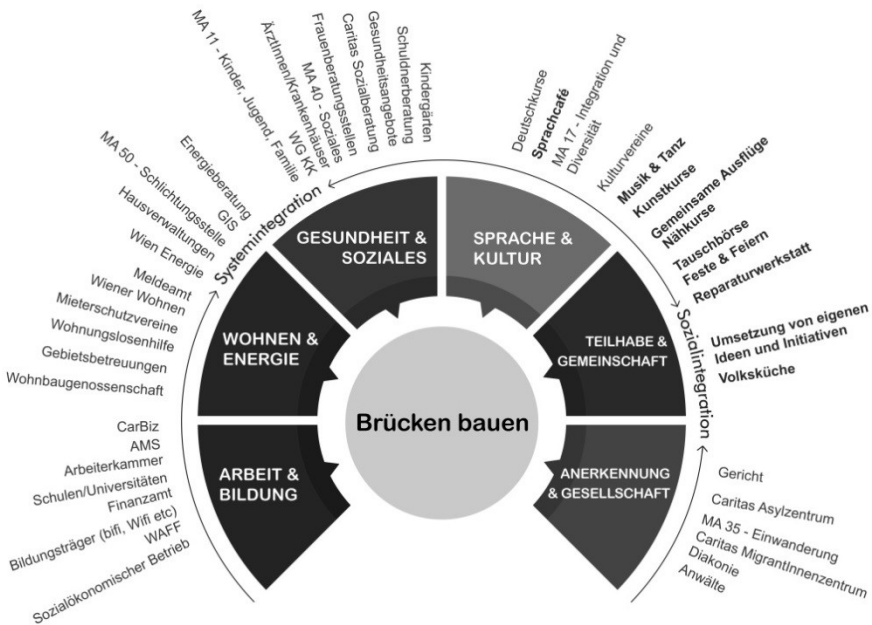 MA 11 - Kinder, Jugend, Familie
ÄrztInnen/Krankenhäuser
WG KK
MA 40 - Soziales
Frauenberatungsstellen
Caritas Sozialberatung
Gesundheitsangebote
Schuldnerberatung
Kindergärten
Deutschkurse
Sprachcafé
MA 17 - Integration und
Diversität
Kulturvereine
Musik & Tanz
Kunstkurse
Gemeinsame Ausflüge
Nähkurse
Tauschbörse
Feste & Feiern
Reparaturwerkstatt
Umsetzung von eigenen
Ideen und Initiativen
Volksküche
Energieberatung
GIS
MA 50 - Schlichtungsstelle
Hausverwaltungen
Wien Energie
Meldeamt
Wiener Wohnen
Mieterschutzvereine
Wohnungslosenhilfe
Gebietsbetreuungen
Wohnbaugenossenschaft
CarBiz
AMS
Arbeiterkammer
Schulen/Universitäten
Finanzamt
Bildungsträger (bifi, Wifi etc)
WAFF
Sozialökonomischer Betrieb
Systemintegration
Sozialintegration
GESUNDHEIT &
SOZIALES
SPRACHE &
KULTUR
WOHNEN &
ENERGIE
TEILHABE &
GEMEINSCHAFT
Brücken bauen
ARBEIT &
BILDUNG
ANERKENNUNG
& GESELLSCHAFT
Gericht
Caritas Asylzentrum
MA 35 - Einwanderung
Caritas MigrantInnenzentrum
Diakonie
Anwälte